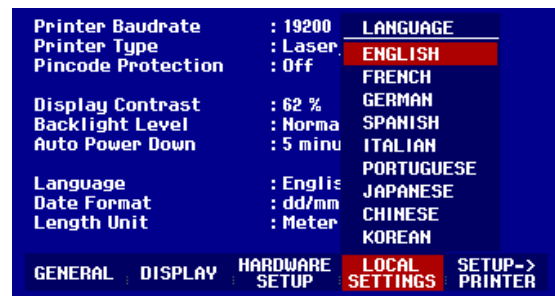 Printer Baudrate : 19200
Printer Type : Laser
Pincode Protection : Off
Display Contrast : 62 %
Backlight Level : Norma
Auto Power Down : 5 minu
Language : Englis
Date Format : dd/mm
Length Unit : Meter
LANGUAGE
ENGLISH
FRENCH
GERMAN
SPANISH
ITALIAN
PORTUGUESE
JAPANESE
CHINESE
KOREAN
GENERAL DISPLAY HARDWARE SETUP LOCAL SETTINGS SETUP-> PRINTER